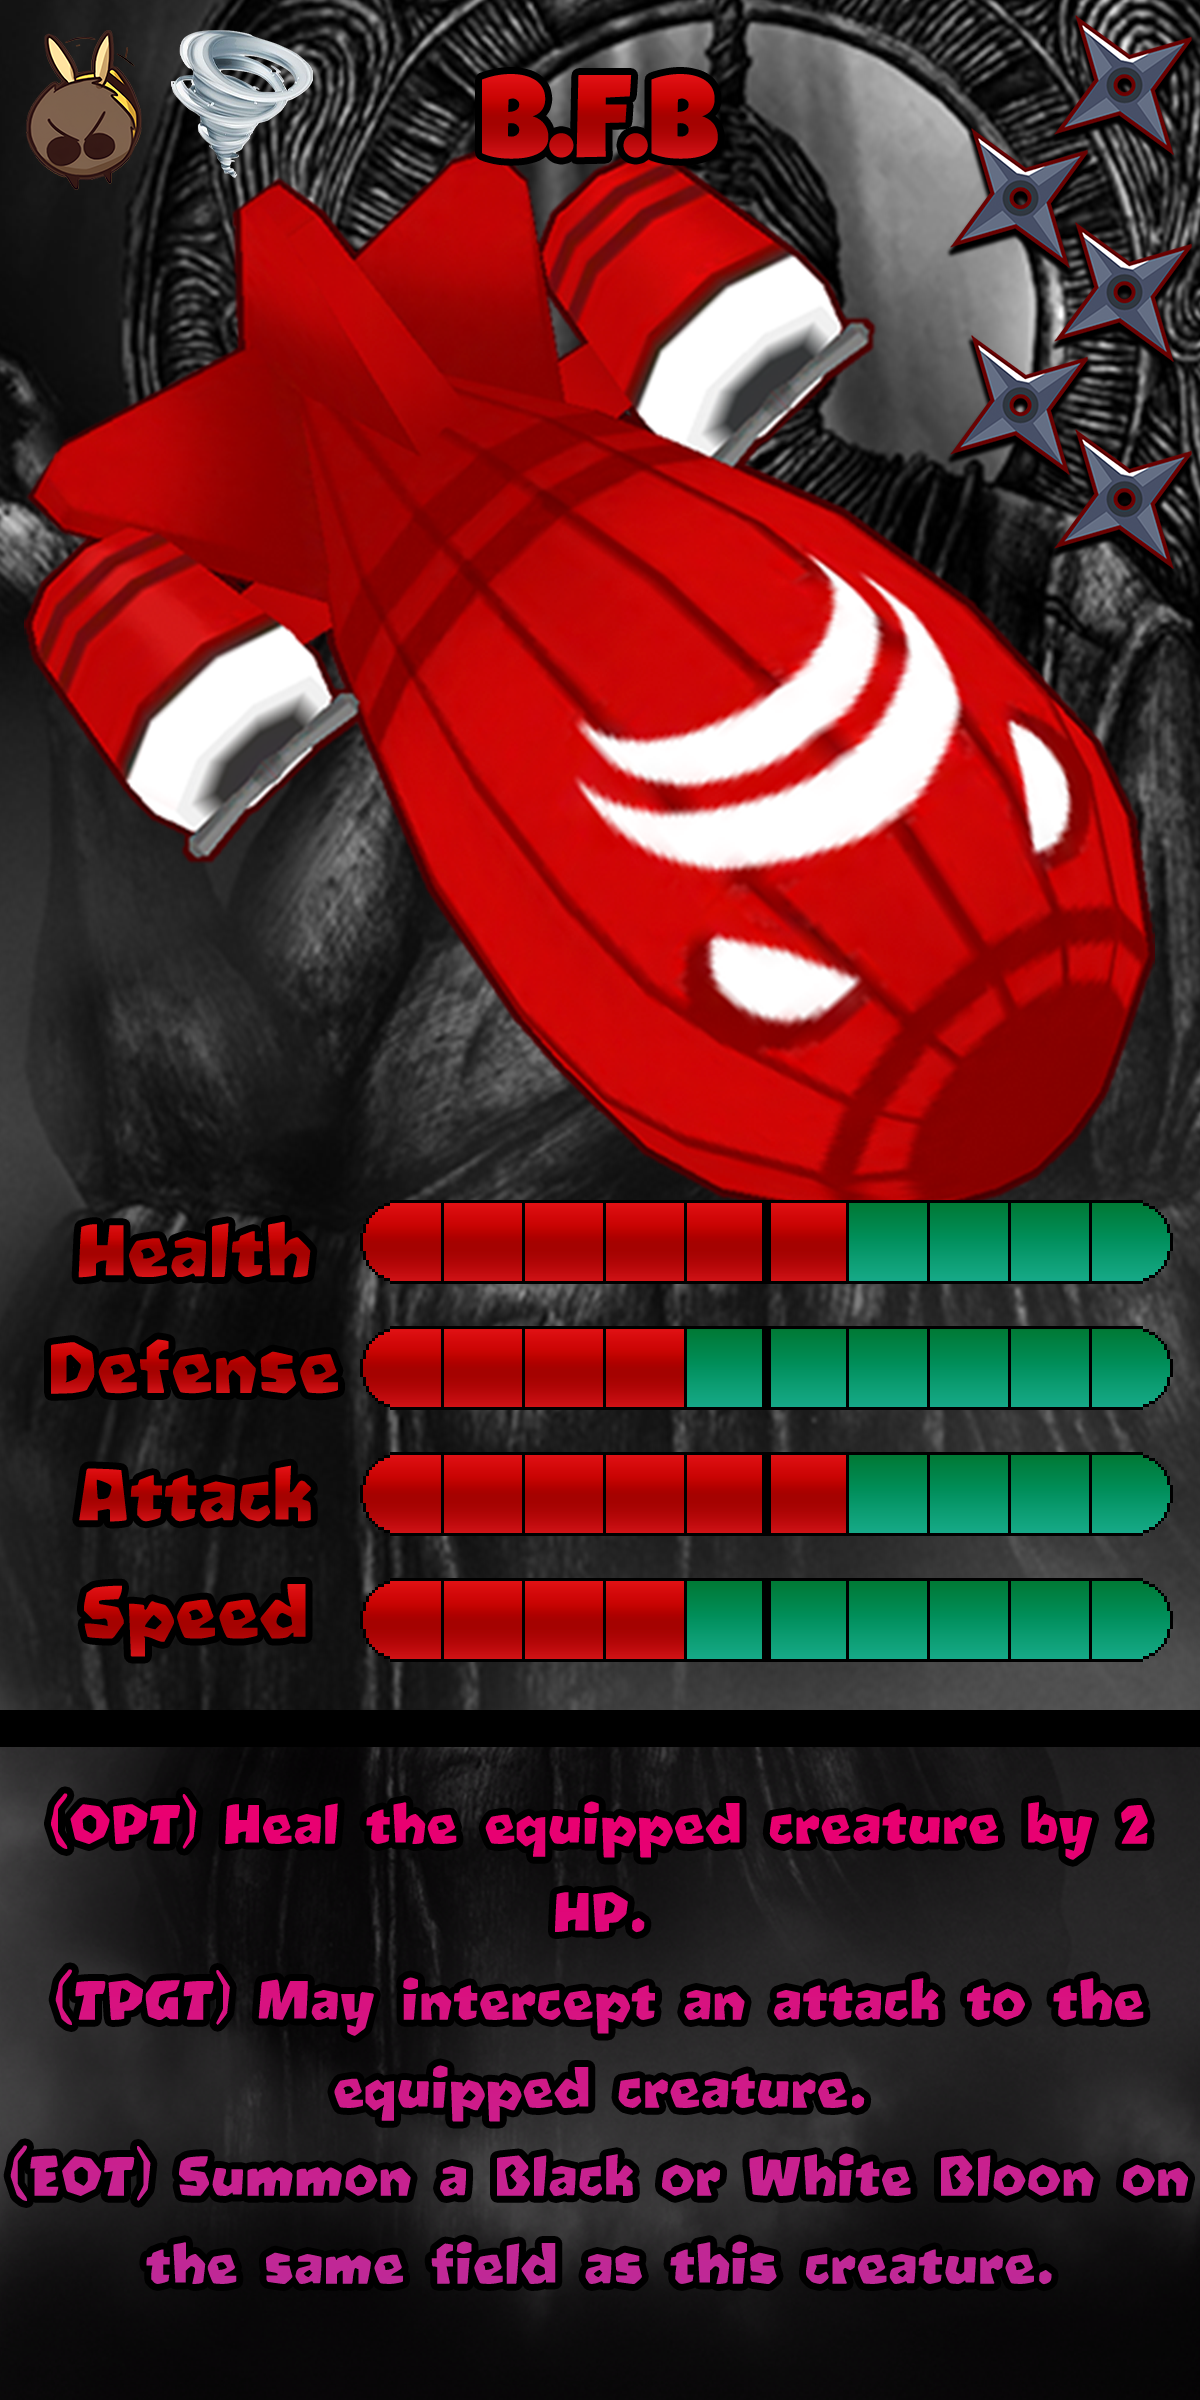 B.F.B
Health
Defense
Attack
Speed
(OPT) Heal the equipped creature by 2
HP.
(TPGT) May intercept an attack to the
equipped creature.
(EOT) Summon a Black or White Bloon on
the same field as this creature.